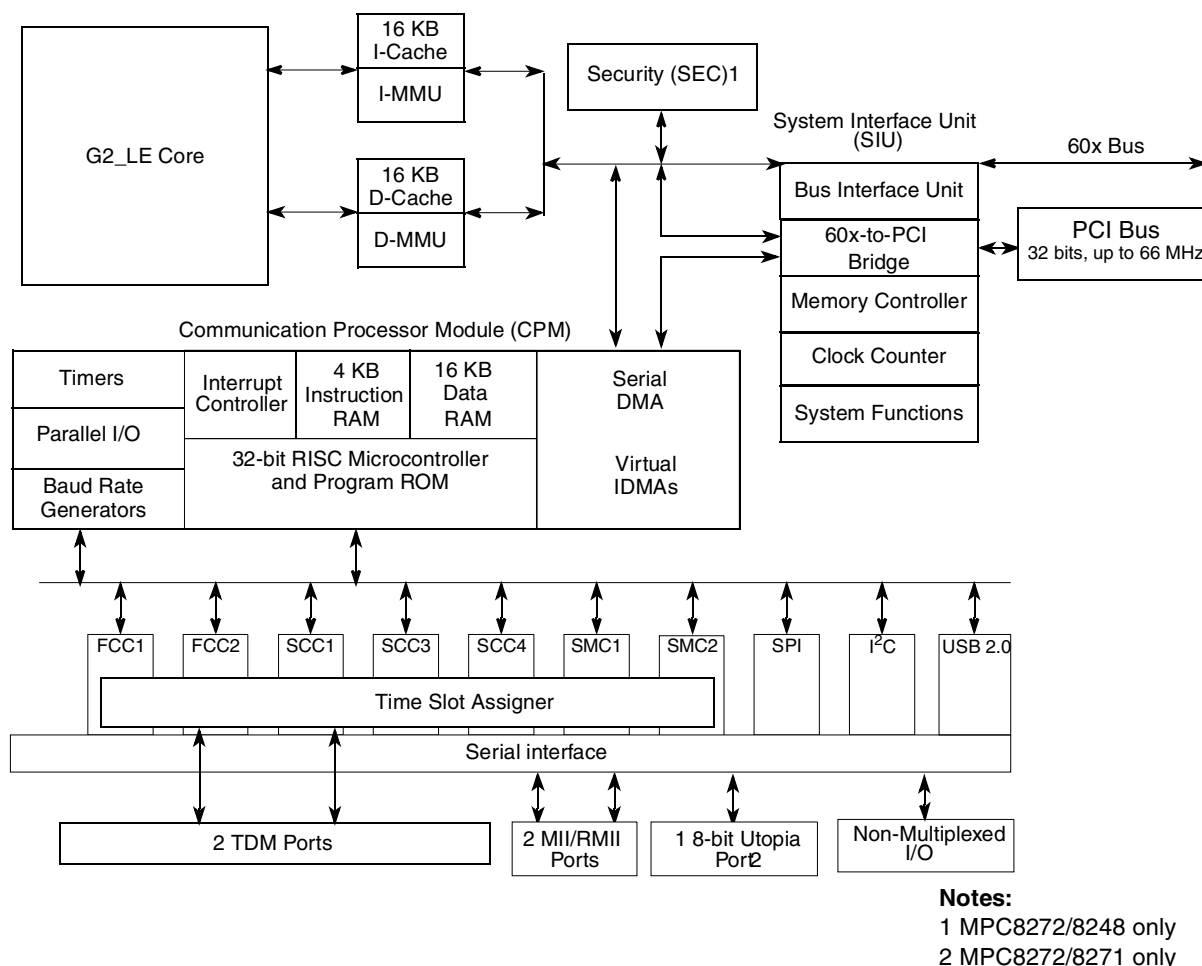 16 KB
I-Cache
I-MMU
Security (SEC)1
G2_LE Core
System Interface Unit
(SIU)
60x Bus
16 KB
D-Cache
D-MMU
Bus Interface Unit
60x-to-PCI
Bridge
PCI Bus
32 bits, up to 66 MHz
Memory Controller
Clock Counter
System Functions
Communication Processor Module (CPM)
Timers
Parallel I/O
Baud Rate
Generators
Interrupt
Controller
4 KB
Instruction
RAM
16 KB
Data
RAM
32-bit RISC Microcontroller
and Program ROM
Serial
DMA
Virtual
IDMAs
FCC1 FCC2 SCC1 SCC3 SCC4 SMC1 SMC2 SPI I²C USB 2.0
Time Slot Assigner
Serial interface
2 TDM Ports
2 MII/RMII
Ports
1 8-bit Utopia
Port2
Non-Multiplexed
I/O
Notes:
1 MPC8272/8248 only
2 MPC8272/8271 only